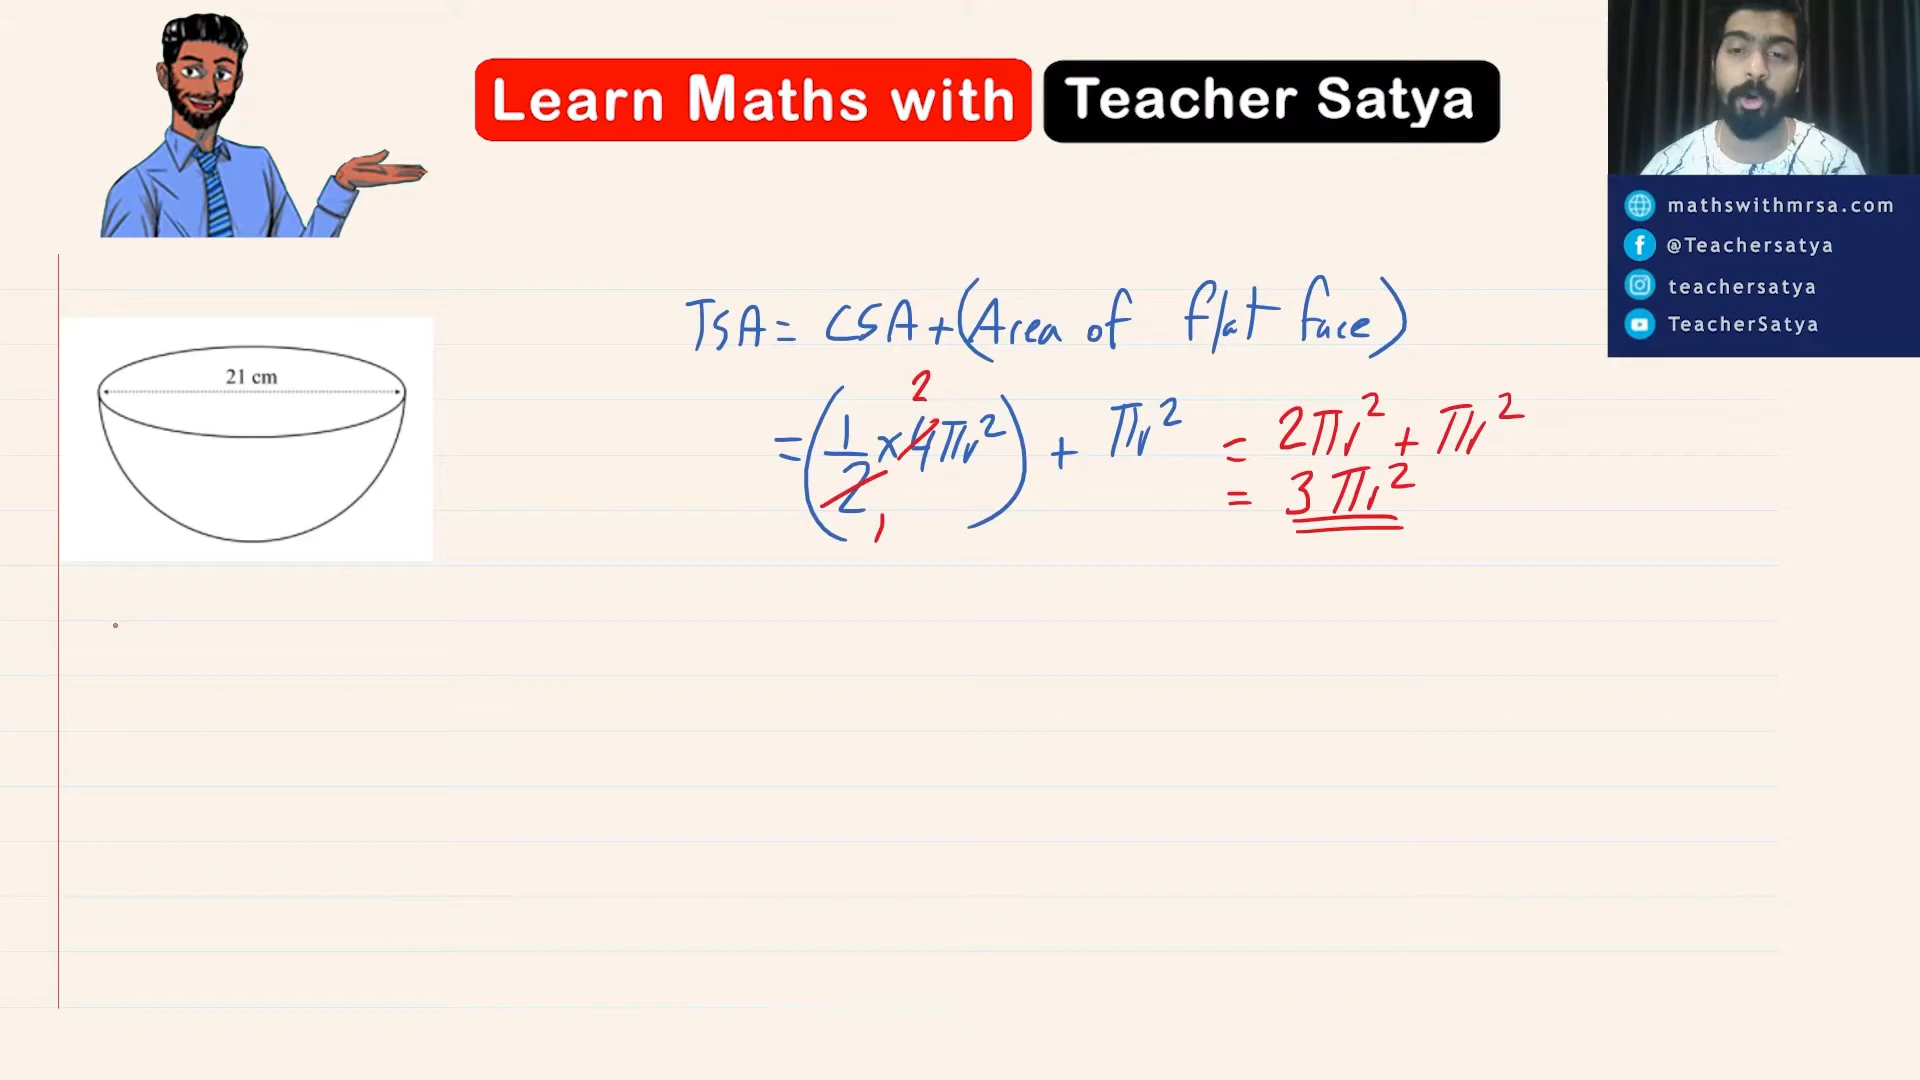 Learn Maths with Teacher Satya
mathswithmrsa.com
@Teachersatya
teachersatya
TeacherSatya
21 cm
TSA = CSA + (Area of flat face)
= (1/2 × 4πr²) + πr² = 2πr² + πr²
2
1
= 3πr²